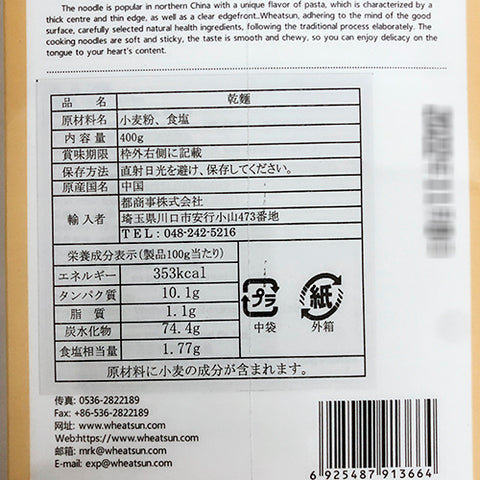 The noodle is popular in northern China with a unique flavor of pasta, which is characterized by a
thick centre and thin edge, as well as a clear edgefront..Wheatsun, adhering to the mind of the good
surface, carefully selected natural health ingredients, following the traditional process elaborately. The
cooking noodles are soft and sticky, the taste is smooth and chewy, so you can enjoy delicacy on the
tongue to your heart's content.
品名 乾麺
原材料名 小麦粉、食塩
内容量 400g
賞味期限 枠外右側に記載
保存方法 直射日光を避け、保存してください。
原産国名 中国
輸入者 都商事株式会社
埼玉県川口市安行小山473番地
TEL: 048-242-5216
栄養成分表示(製品100g当たり)
エネルギー 353kcal
タンパク質 10.1g
脂質 1.1g
炭水化物 74.4g
食塩相当量 1.77g
プラ 紙
中袋 外箱
原材料に小麦の成分が含まれます。
传真: 0536-2822189
Fax: +86-536-2822189
网址: www.wheatsun.com
Web:https://www.wheatsun.com
邮箱: mrk@wheatsun.com
E-mail: exp@wheatsun.com
6 925487 913664